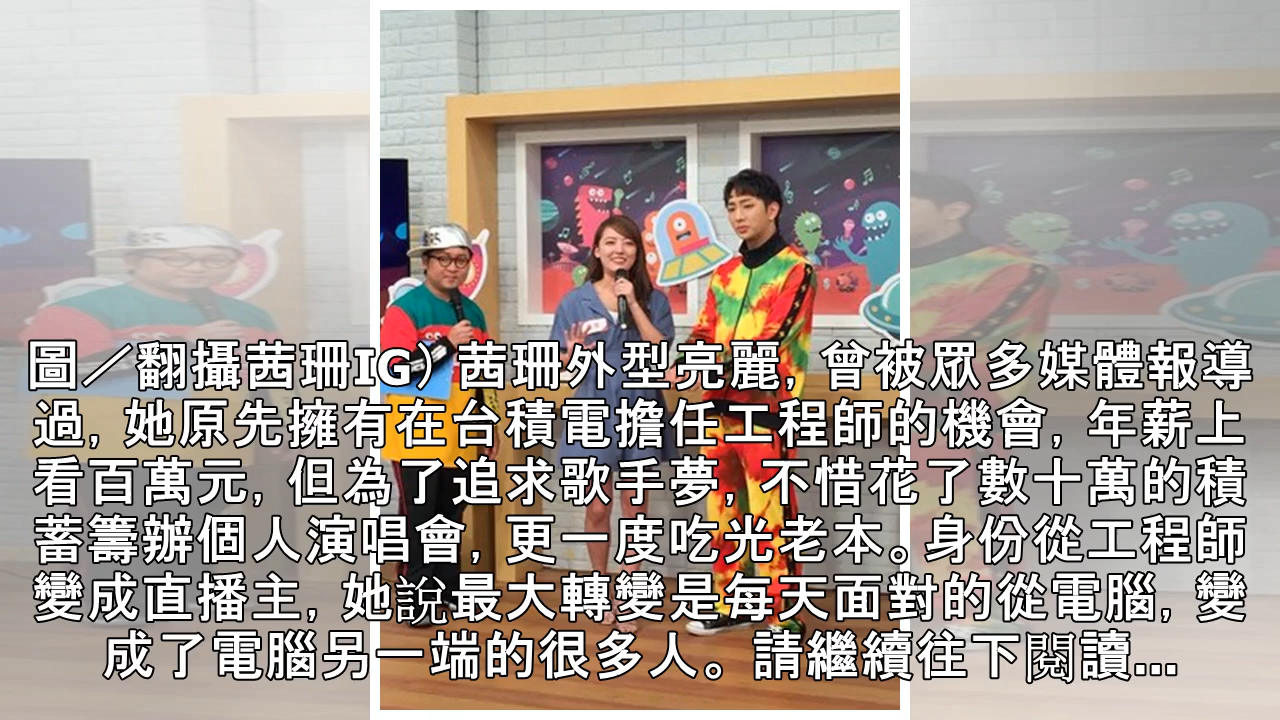 圖／翻攝茜珊IG) 茜珊外型亮麗, 曾被眾多媒體報導
過, 她原先擁有在台積電擔任工程師的機會, 年薪上
看百萬元, 但為了追求歌手夢, 不惜花了數十萬的積
蓄籌辦個人演唱會, 更一度吃光老本。身份從工程師
變成直播主, 她說最大轉變是每天面對的從電腦, 變
成了電腦另一端的很多人。請繼續往下閱讀...